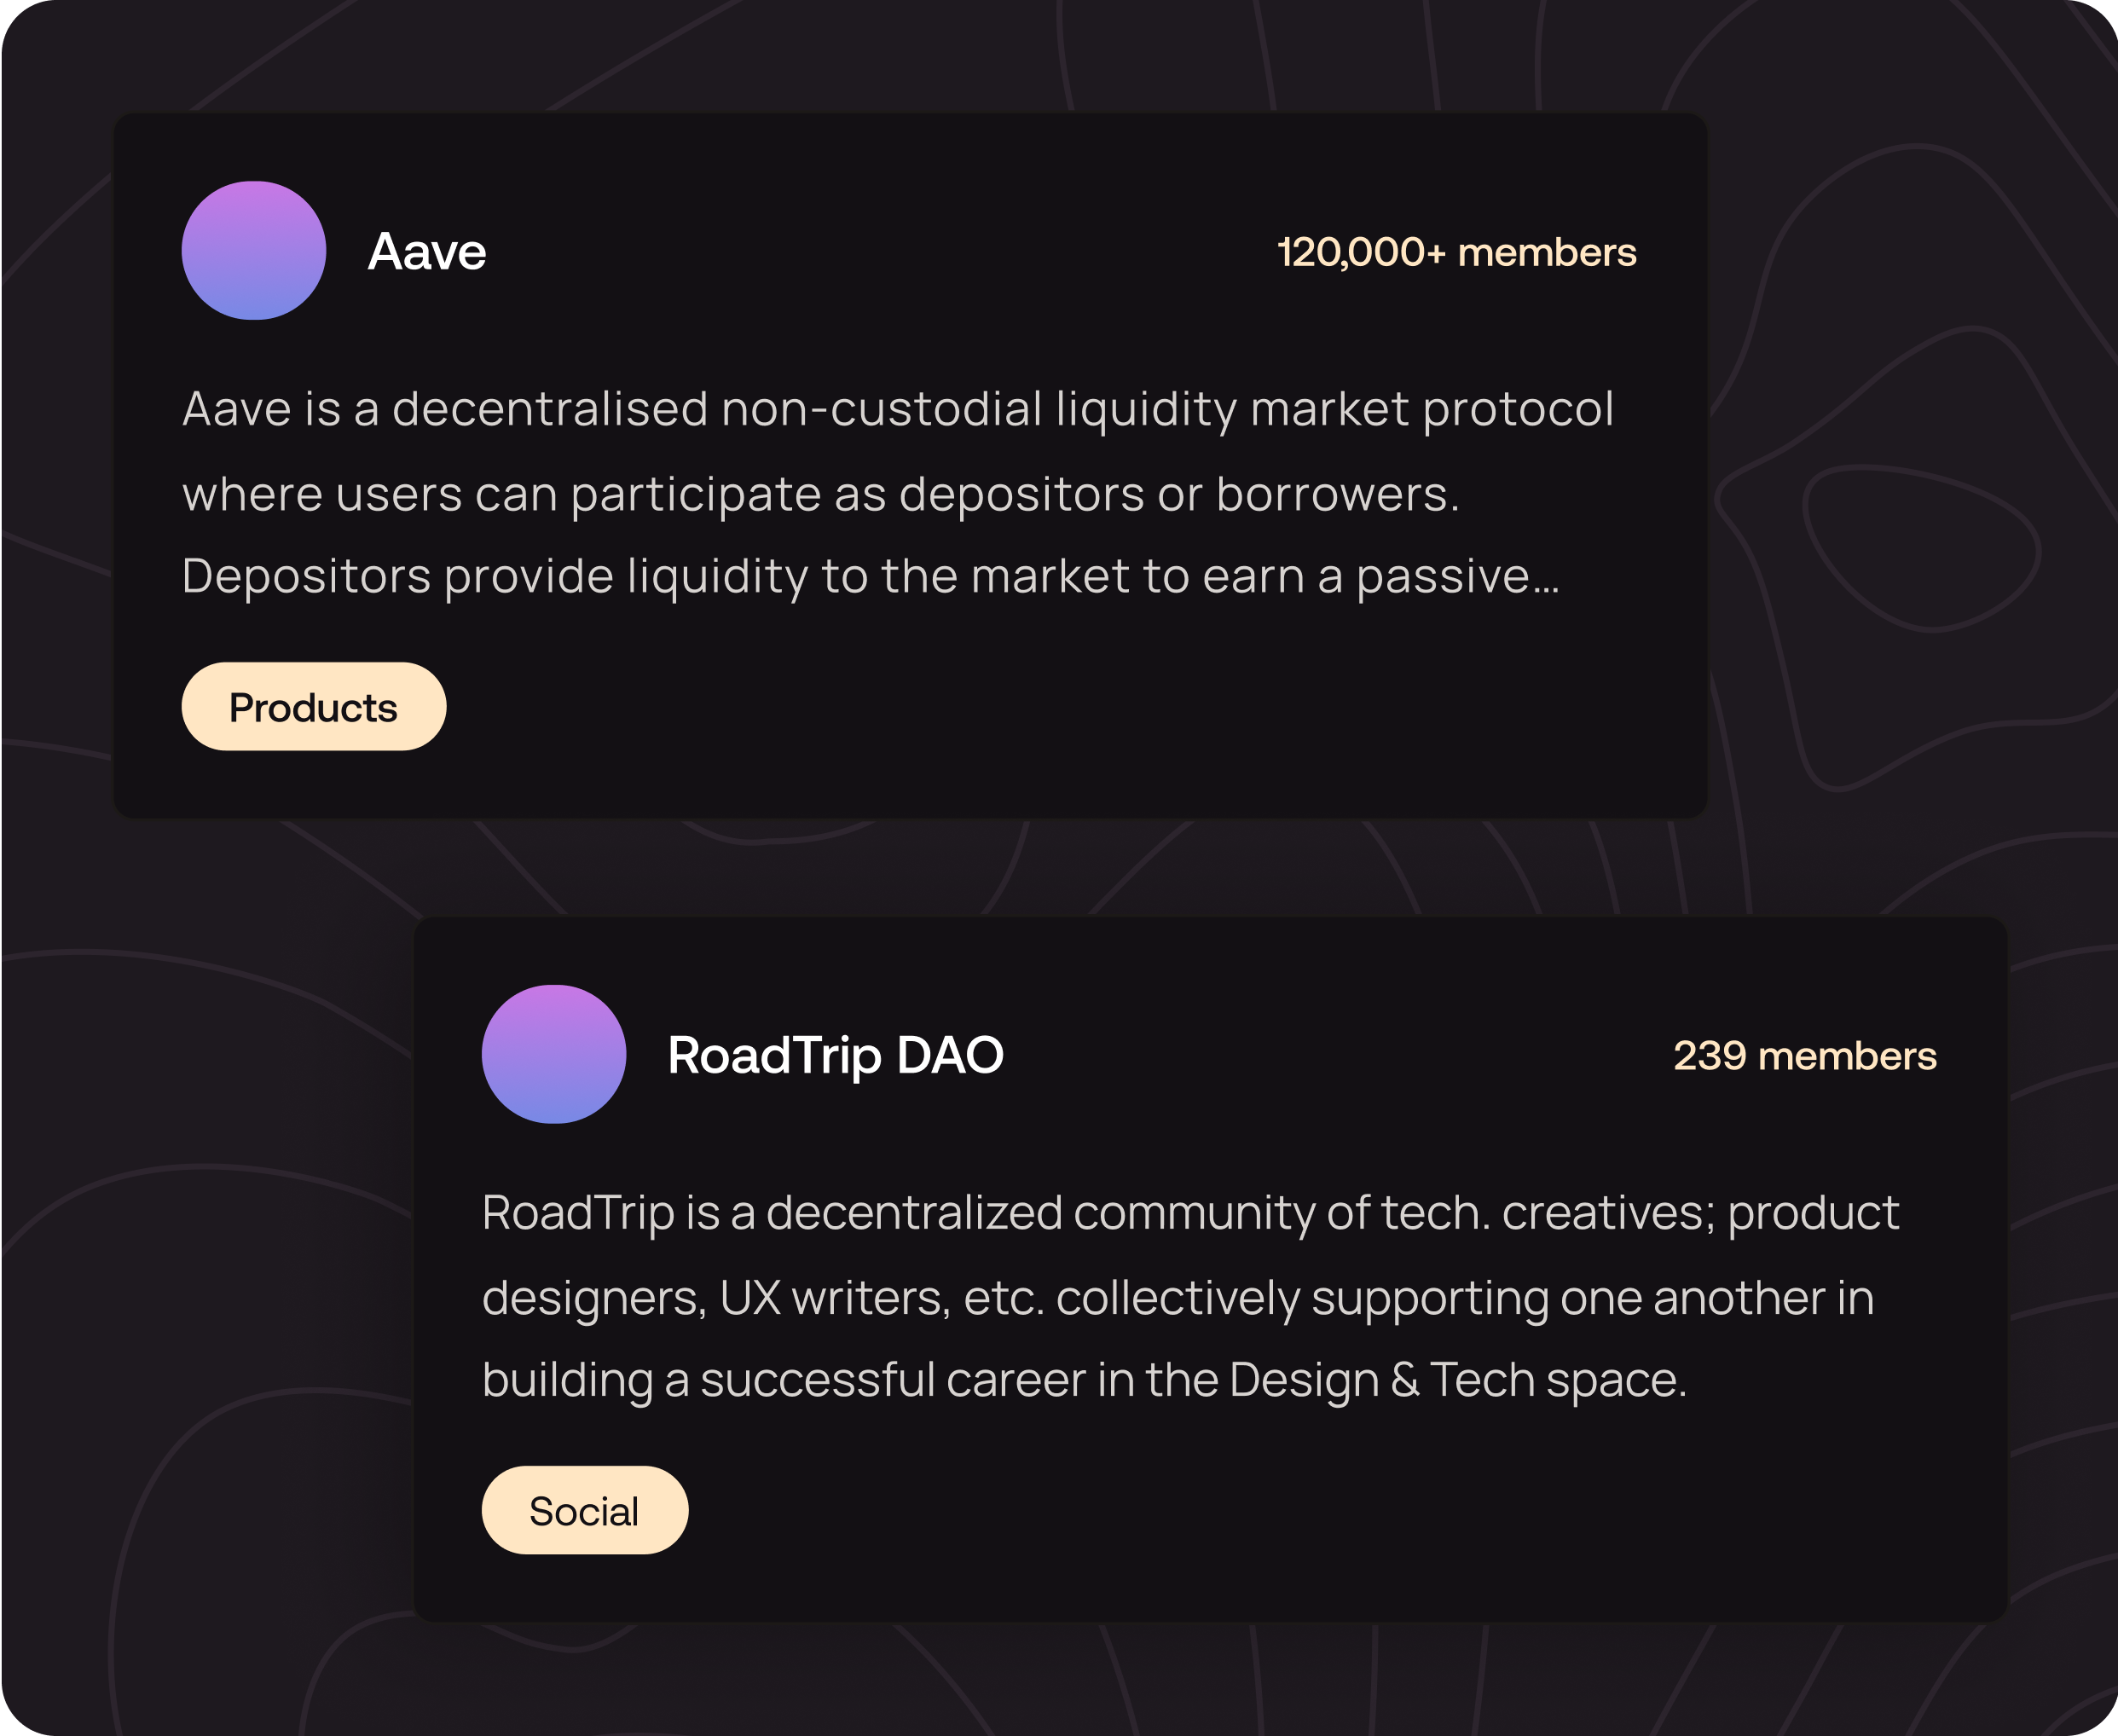 Aave
120,000+ members
Aave is a decentralised non-custodial liquidity market protocol
where users can participate as depositors or borrowers.
Depositors provide liquidity to the market to earn a passive...
Products
RoadTrip DAO
239 members
RoadTrip is a decentralized community of tech. creatives; product
designers, UX writers, etc. collectively supporting one another in
building a successful career in the Design & Tech space.
Social